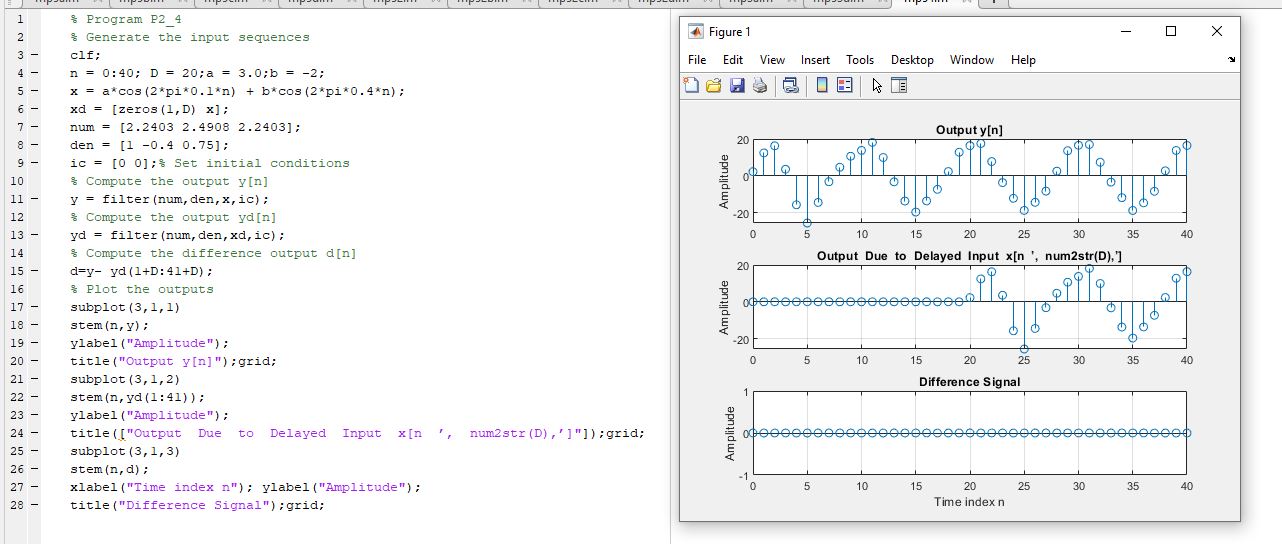 1 % Program P2_4
2 % Generate the input sequences
3 - clf;
4 - n = 0:40; D = 20;a = 3.0;b = -2;
5 - x = a*cos(2*pi*0.1*n) + b*cos(2*pi*0.4*n);
6 - xd = [zeros(1,D) x];
7 - num = [2.2403 2.4908 2.2403];
8 - den = [1 -0.4 0.75];
9 - ic = [0 0];% Set initial conditions
10 % Compute the output y[n]
11 - y = filter(num,den,x,ic);
12 % Compute the output yd[n]
13 - yd = filter(num,den,xd,ic);
14 % Compute the difference output d[n]
15 - d=y- yd(1+D:41+D);
16 % Plot the outputs
17 - subplot(3,1,1)
18 - stem(n,y);
19 - ylabel("Amplitude");
20 - title("Output y[n]");grid;
21 - subplot(3,1,2)
22 - stem(n,yd(1:41));
23 - ylabel("Amplitude");
24 - title(["Output Due to Delayed Input x[n ’, num2str(D),’]"]);grid;
25 - subplot(3,1,3)
26 - stem(n,d);
27 - xlabel("Time index n"); ylabel("Amplitude");
28 - title("Difference Signal");grid;
Figure 1
File Edit View Insert Tools Desktop Window Help
Output y[n]
Amplitude
20
0
-20
0 5 10 15 20 25 30 35 40
Output Due to Delayed Input x[n ’, num2str(D),’]
Amplitude
20
0
-20
0 5 10 15 20 25 30 35 40
Difference Signal
Amplitude
1
0
-1
0 5 10 15 20 25 30 35 40
Time index n